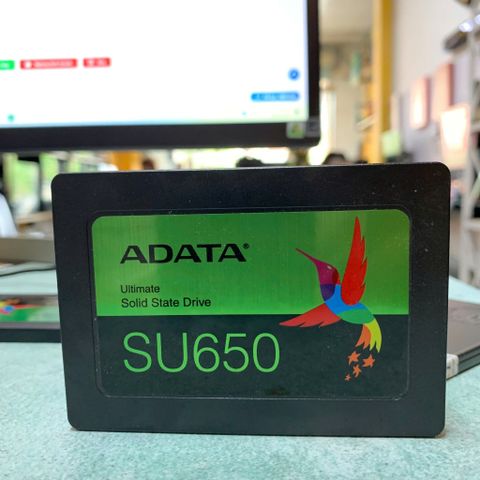 ADATA®
Ultimate
Solid State Drive
SU650